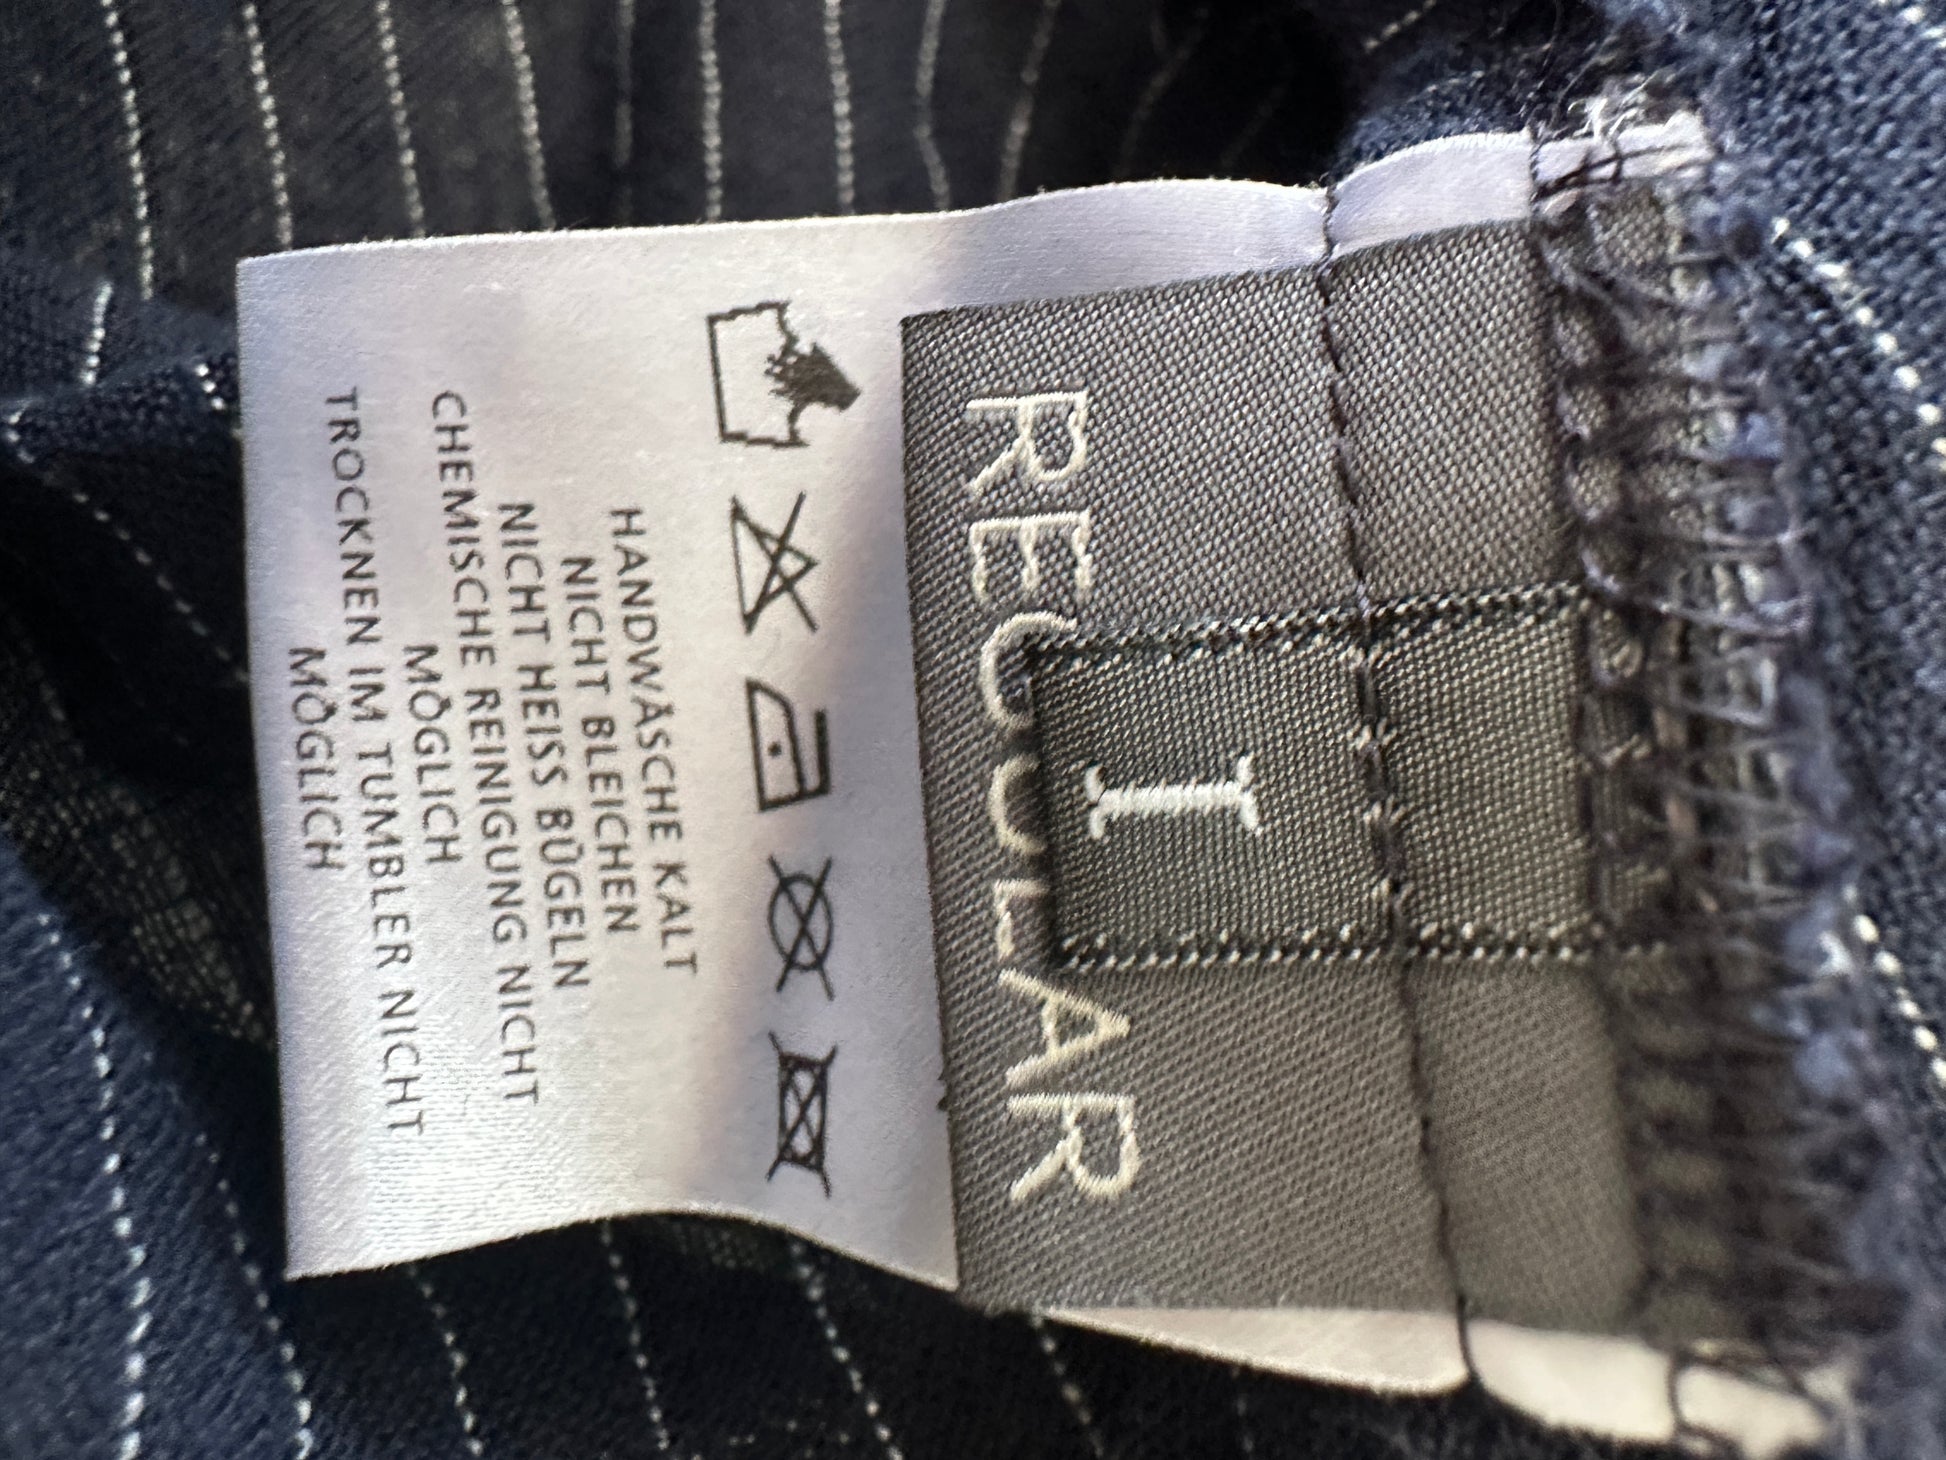 I
REGULAR
HANDWÄSCHE KALT
NICHT BLEICHEN
NICHT HEISS BÜGELN
CHEMISCHE REINIGUNG NICHT
MÖGLICH
TROCKNEN IM TUMBLER NICHT
MÖGLICH